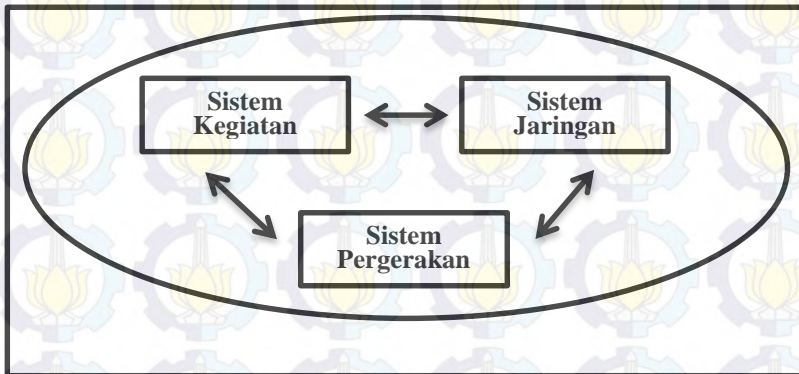 Sistem
Kegiatan
Sistem
Jaringan
Sistem
Pergerakan